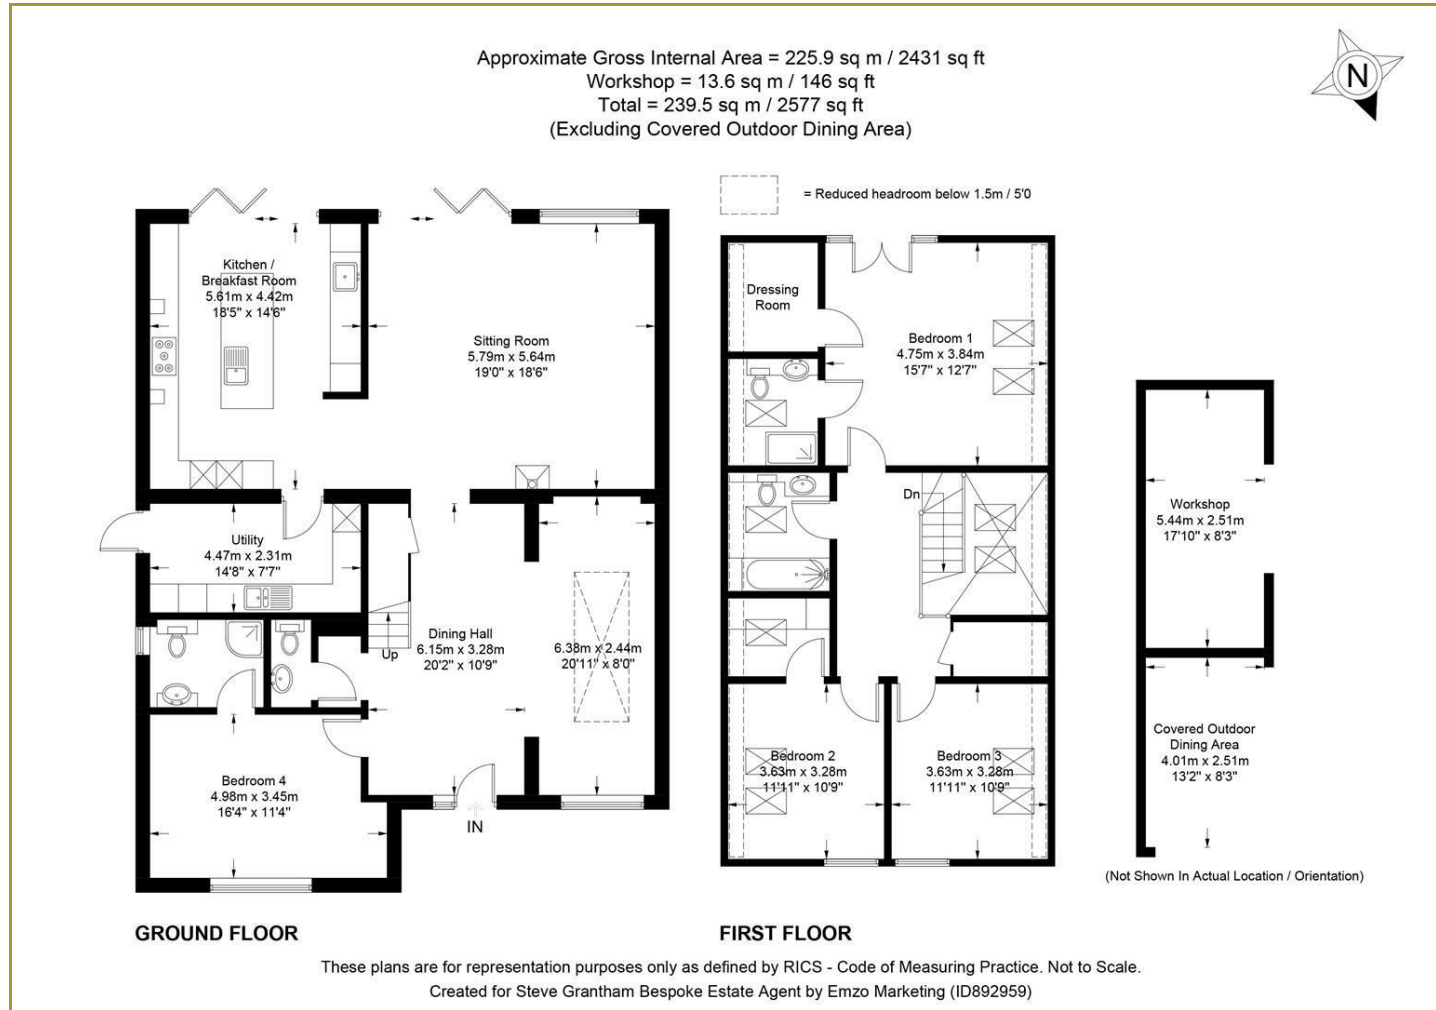 Approximate Gross Internal Area = 225.9 sq m / 2431 sq ft
Workshop = 13.6 sq m / 146 sq ft
Total = 239.5 sq m / 2577 sq ft
(Excluding Covered Outdoor Dining Area)
N
= Reduced headroom below 1.5m / 5'0
Kitchen /
Breakfast Room
5.61m x 4.42m
18'5" x 14'6"
Sitting Room
5.79m x 5.64m
19'0" x 18'6"
Utility
4.47m x 2.31m
14'8" x 7'7"
Up
Dining Hall
6.15m x 3.28m
20'2" x 10'9"
6.38m x 2.44m
20'11" x 8'0"
Bedroom 4
4.98m x 3.45m
16'4" x 11'4"
IN
Dressing
Room
Bedroom 1
4.75m x 3.84m
15'7" x 12'7"
Dn
Bedroom 2
3.63m x 3.28m
11'11" x 10'9"
Bedroom 3
3.63m x 3.28m
11'11" x 10'9"
Workshop
5.44m x 2.51m
17'10" x 8'3"
Covered Outdoor
Dining Area
4.01m x 2.51m
13'2" x 8'3"
(Not Shown In Actual Location / Orientation)
GROUND FLOOR
FIRST FLOOR
These plans are for representation purposes only as defined by RICS - Code of Measuring Practice. Not to Scale.
Created for Steve Grantham Bespoke Estate Agent by Emzo Marketing (ID892959)